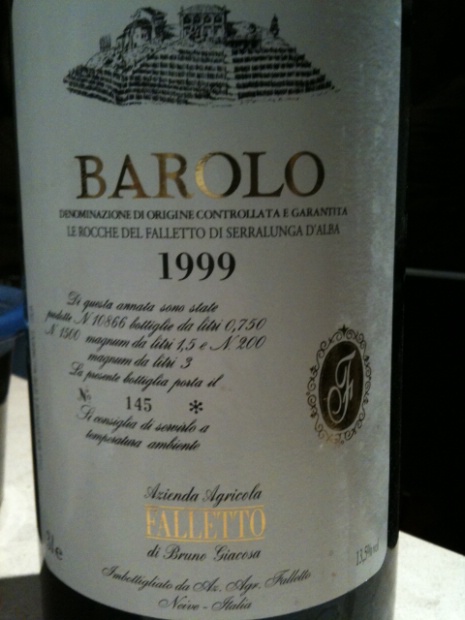 BAROLO
DENOMINAZIONE DI ORIGINE CONTROLLATA E GARANTITA
LE ROCCHE DEL FALLETTO DI SERRALUNGA D'ALBA
1999
Di questa annata sono state
prodotte N 10866 bottiglie da litri 0,750
N 1500 magnum da litri 1,5 e N 200
magnum da litri 3
La presente bottiglia porta il
N. 145 *
Si consiglia di servirlo a
temperatura ambiente
F
Azienda Agricola
FALLETTO
di Bruno Giacosa
13,5% vol
Imbottigliato da Az. Agr. Falletto
Neive - Italia